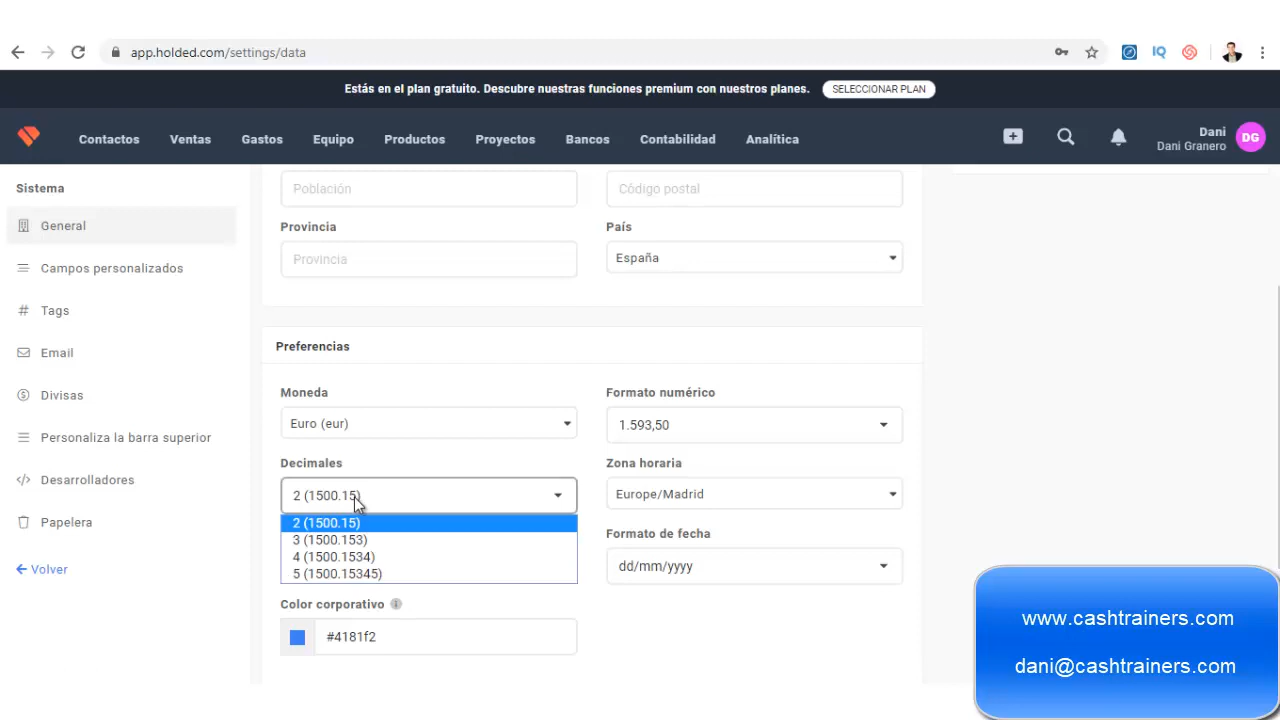 app.holded.com/settings/data
IQ
Estás en el plan gratuito. Descubre nuestras funciones premium con nuestros planes. SELECCIONAR PLAN
Contactos Ventas Gastos Equipo Productos Proyectos Bancos Contabilidad Analítica
Dani
Dani Granero
DG
Sistema
General
Campos personalizados
Tags
Email
Divisas
Personaliza la barra superior
Desarrolladores
Papelera
Volver
Población Código postal
Provincia País
Provincia España
Preferencias
Moneda Formato numérico
Euro (eur) 1.593,50
Decimales Zona horaria
2 (1500.15) Europe/Madrid
2 (1500.15)
3 (1500.153)
4 (1500.1534)
5 (1500.15345)
Formato de fecha
dd/mm/yyyy
Color corporativo
#4181f2
www.cashtrainers.com
dani@cashtrainers.com